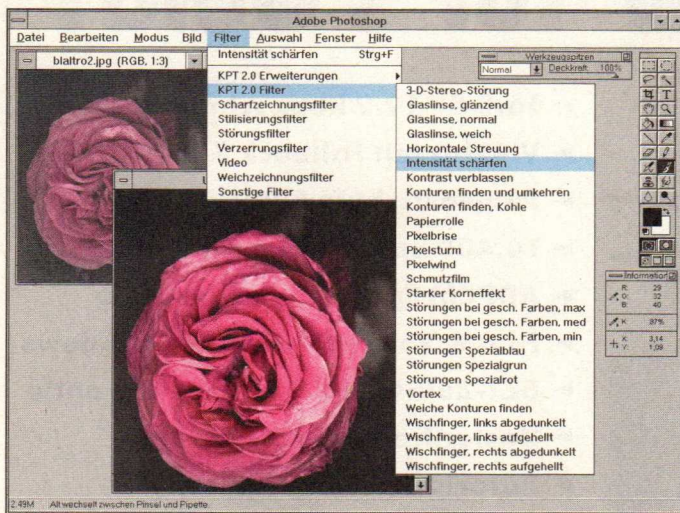 Adobe Photoshop
Datei Bearbeiten Modus Bild Filter Auswahl Fenster Hilfe
blaltro2.jpg (RGB, 1:3)
Intensität schärfen Strg+F
KPT 2.0 Erweiterungen
KPT 2.0 Filter
Scharfzeichnungsfilter
Stilisierungsfilter
Störungsfilter
Verzerrungsfilter
Video
Weichzeichnungsfilter
Sonstige Filter
3-D-Stereo-Störung
Glaslinse, glänzend
Glaslinse, normal
Glaslinse, weich
Horizontale Streuung
Intensität schärfen
Kontrast verblassen
Konturen finden und umkehren
Konturen finden, Kohle
Papierrolle
Pixelbrise
Pixelsturm
Pixelwind
Schmutzfilm
Starker Korneffekt
Störungen bei gesch. Farben, max
Störungen bei gesch. Farben, med
Störungen bei gesch. Farben, min
Störungen Spezialblau
Störungen Spezialgrun
Störungen Spezialrot
Vortex
Weiche Konturen finden
Wischfinger, links abgedunkelt
Wischfinger, links aufgehellt
Wischfinger, rechts abgedunkelt
Wischfinger, rechts aufgehellt
Werkzeugspitzen
Normal Deckkraft: 100%
Information
R: 29
G: 32
B: 40
K: 97%
X: 3,14
Y: 1,09
2.49M Alt wechselt zwischen Pinsel und Pipette.